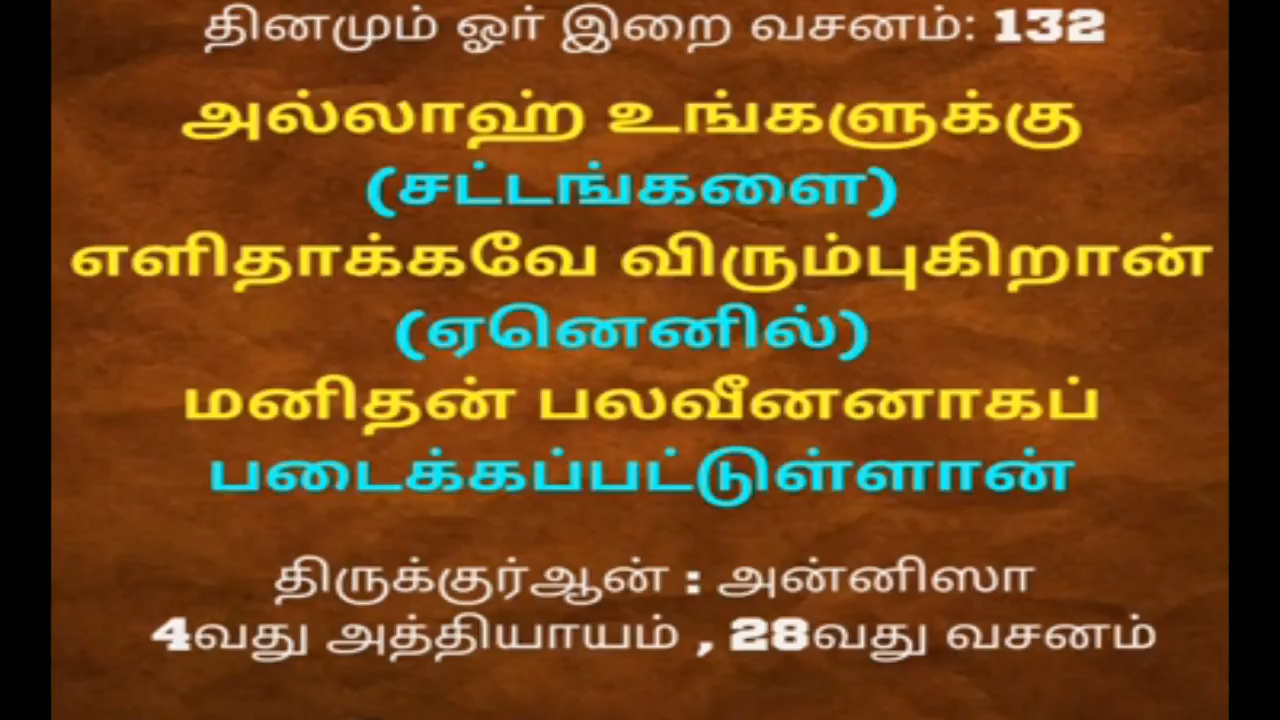 தினமும் ஓர் இறை வசனம்: 132
அல்லாஹ் உங்களுக்கு
(சட்டங்களை)
எளிதாக்கவே விரும்புகிறான்
(ஏனெனில்)
மனிதன் பலவீனனாகப்
படைக்கப்பட்டுள்ளான்
திருக்குர்ஆன் : அன்னிஸா
4வது அத்தியாயம் , 28வது வசனம்